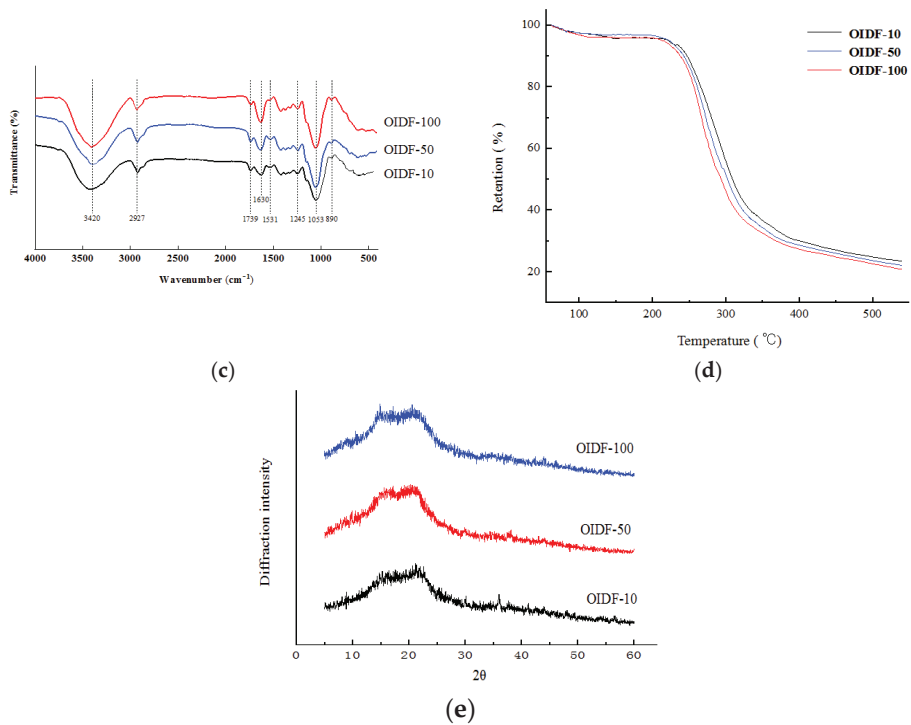 Transmittance (%)
OIDF-100
OIDF-50
OIDF-10
3420
2927
1739
1630
1531
1245
1053
890
4000
3500
3000
2500
2000
1500
1000
500
Wavenumber (cm⁻¹)
(c)
Retention ( % )
100
80
60
40
20
OIDF-10
OIDF-50
OIDF-100
100
200
300
400
500
Temperature ( ℃)
(d)
Diffraction intensity
OIDF-100
OIDF-50
OIDF-10
0
10
20
30
40
50
60
2θ
(e)